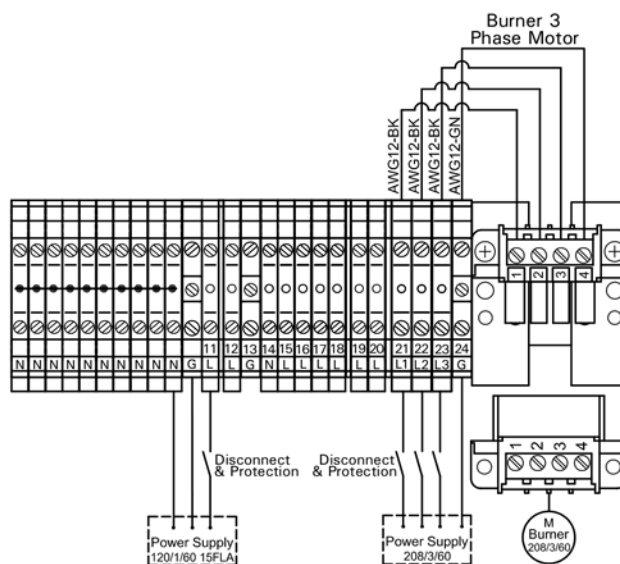 Burner 3
Phase Motor
AWG12-BK
AWG12-BK
AWG12-BK
AWG12-GN
1 2 3 4
11 12 13 14 15 16 17 18 19 20 21 22 23 24
N N N N N N N N N N G L L G N L L L L L L L1 L2 L3 G
1 2 3 4
Disconnect
& Protection
Disconnect
& Protection
Power Supply
120/1/60 15FLA
Power Supply
208/3/60
M
Burner
208/3/60